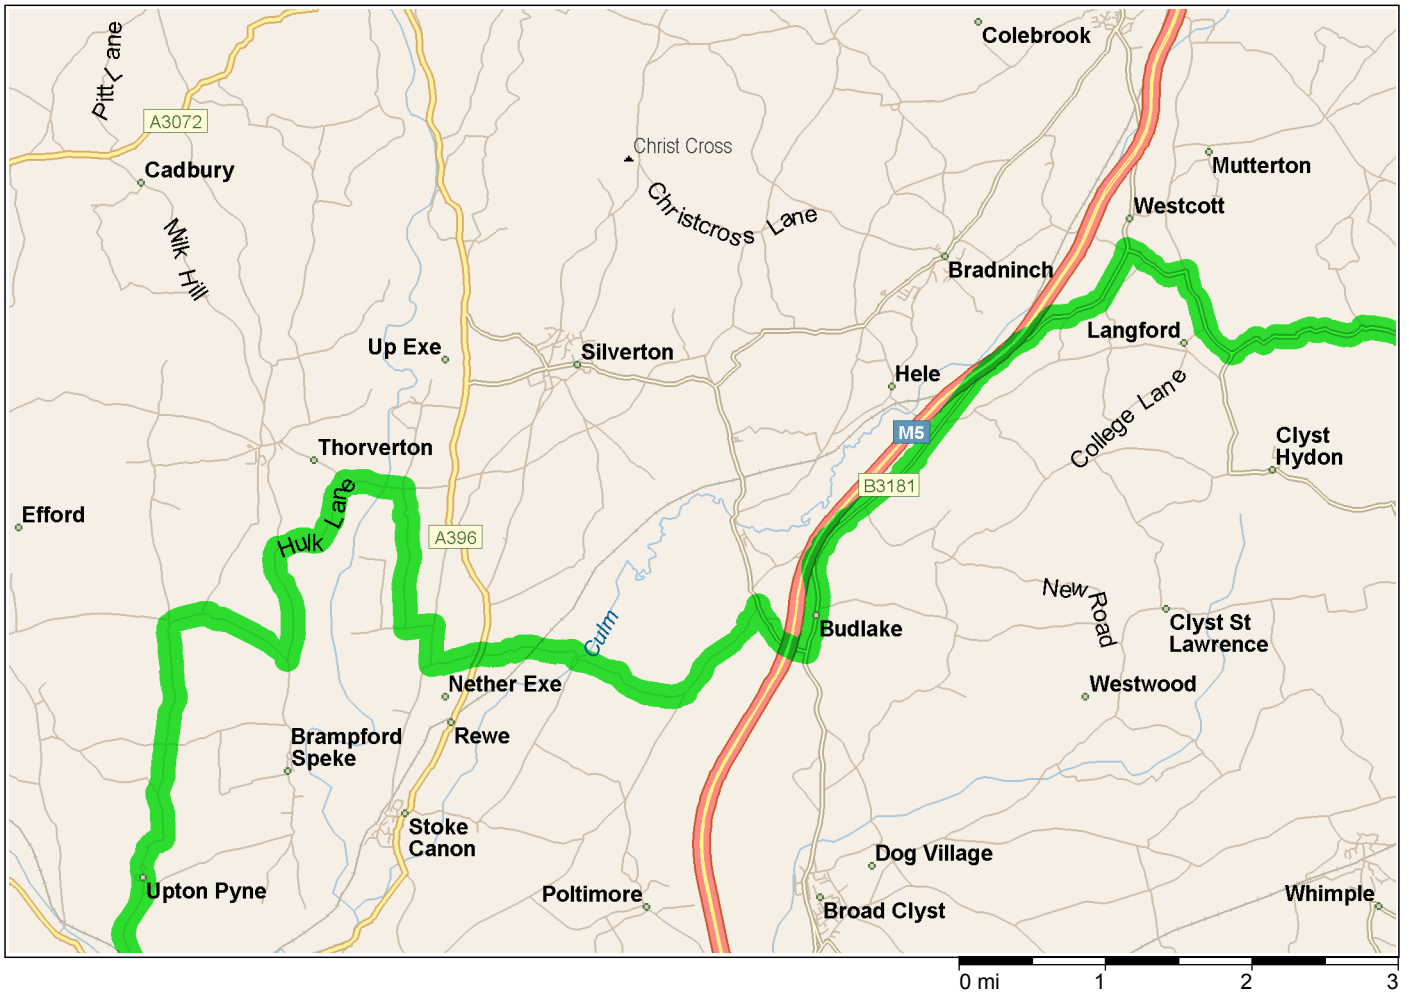 Pitt Lane
Colebrook
A3072
Christ Cross
Cadbury
Mutterton
Christcross Lane
Westcott
Milk Hill
Bradninch
Langford
Up Exe
Silverton
Hele
College Lane
M5
Thorverton
Clyst
Hydon
B3181
Hulk Lane
Efford
A396
New Road
Culm
Budlake
Clyst St
Lawrence
Nether Exe
Westwood
Rewe
Brampford
Speke
Stoke
Canon
Dog Village
Upton Pyne
Poltimore
Broad Clyst
Whimple
0 mi 1 2 3